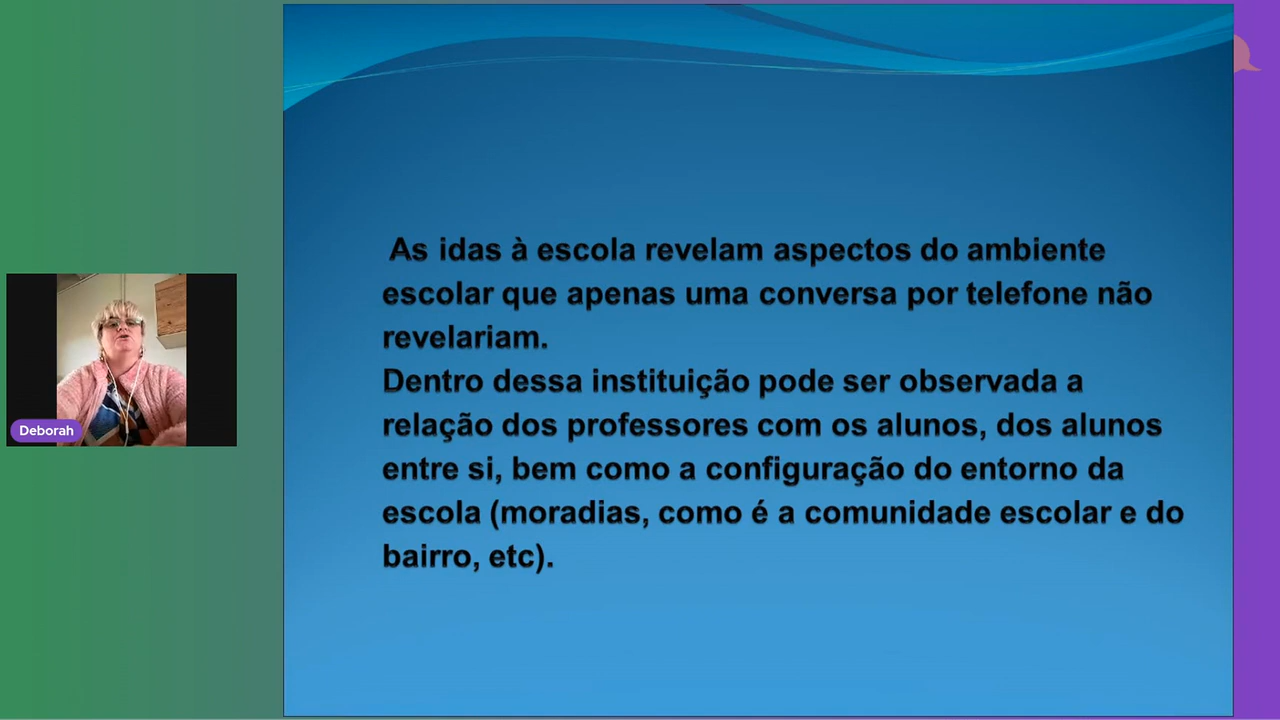 As idas à escola revelam aspectos do ambiente
escolar que apenas uma conversa por telefone não
revelariam.
Dentro dessa instituição pode ser observada a
relação dos professores com os alunos, dos alunos
entre si, bem como a configuração do entorno da
escola (moradias, como é a comunidade escolar e do
bairro, etc).
Deborah